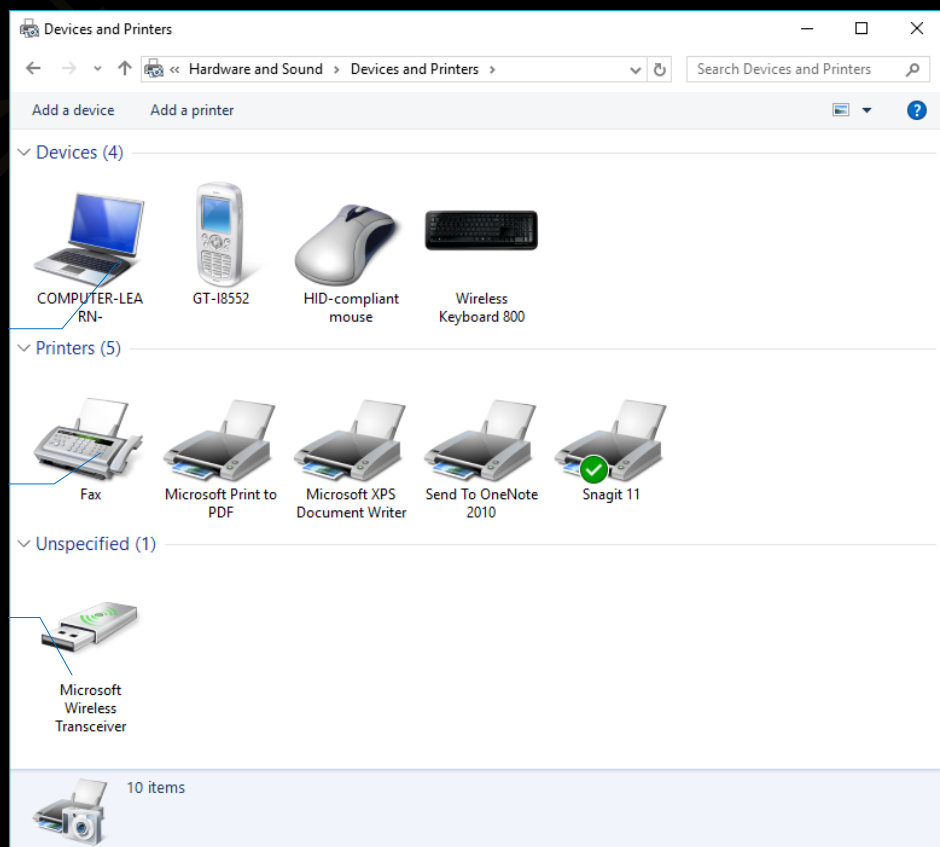 Devices and Printers
« Hardware and Sound › Devices and Printers ›
Search Devices and Printers
Add a device
Add a printer
?
Devices (4)
COMPUTER-LEA
RN-
GT-I8552
HID-compliant
mouse
Wireless
Keyboard 800
Printers (5)
Fax
Microsoft Print to
PDF
Microsoft XPS
Document Writer
Send To OneNote
2010
Snagit 11
Unspecified (1)
Microsoft
Wireless
Transceiver
10 items